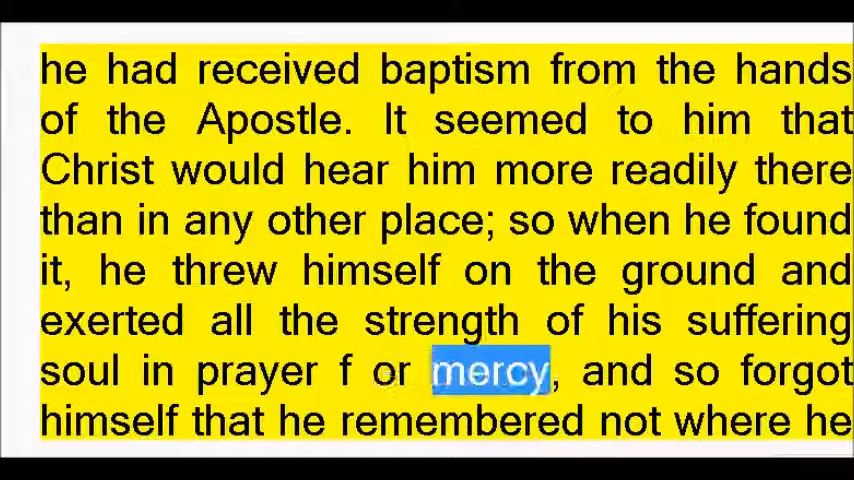 he had received baptism from the hands
of the Apostle. It seemed to him that
Christ would hear him more readily there
than in any other place; so when he found
it, he threw himself on the ground and
exerted all the strength of his suffering
soul in prayer f or mercy, and so forgot
himself that he remembered not where he